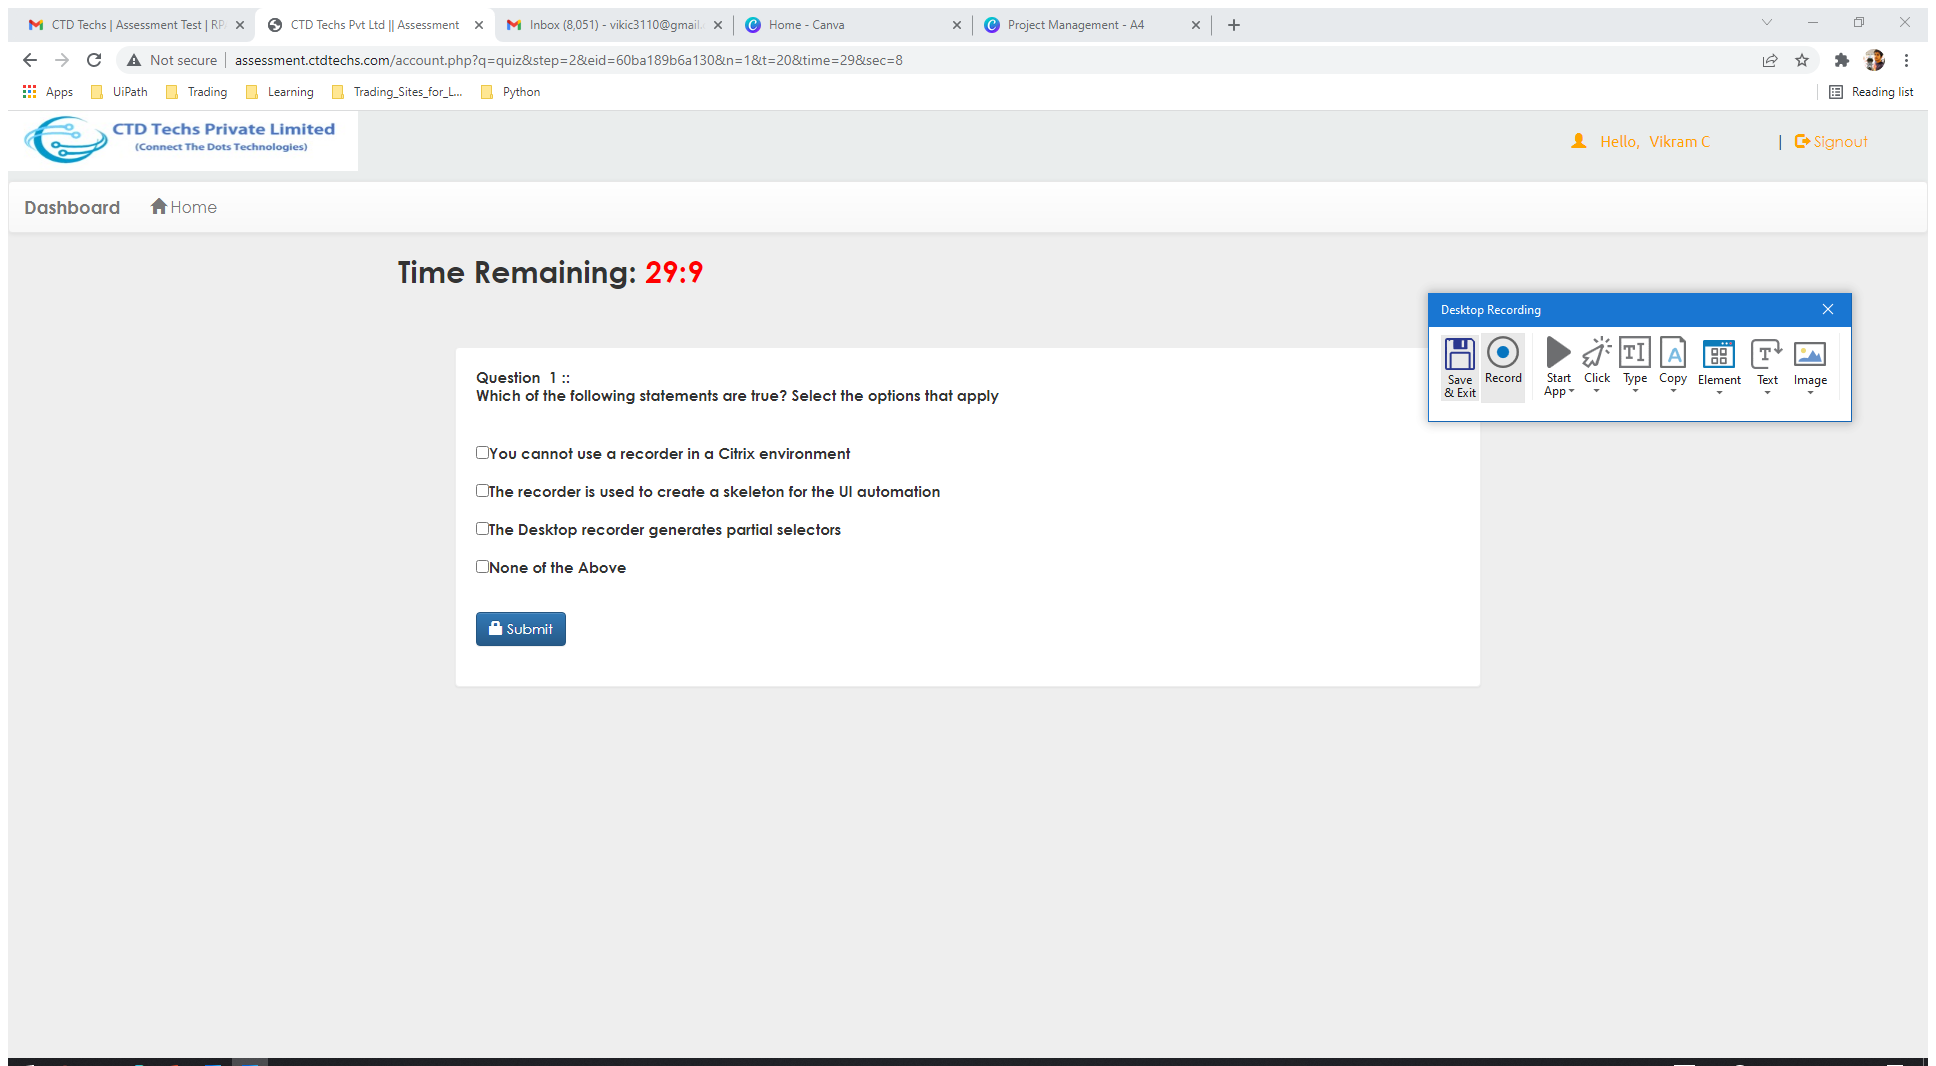 CTD Techs | Assessment Test | RP
CTD Techs Pvt Ltd || Assessment
Inbox (8,051) - vikic3110@gmail.
Home - Canva
Project Management - A4
Not secure
assessment.ctdtechs.com/account.php?q=quiz&step=2&eid=60ba189b6a130&n=1&t=20&time=29&sec=8
Apps
UiPath
Trading
Learning
Trading_Sites_for_L...
Python
Reading list
CTD Techs Private Limited
(Connect The Dots Technologies)
Hello, Vikram C | Signout
Dashboard Home
Time Remaining: 29:9
Desktop Recording
Save & Exit
Record
Start App
Click
Type
Copy
Element
Text
Image
Question 1 ::
Which of the following statements are true? Select the options that apply
You cannot use a recorder in a Citrix environment
The recorder is used to create a skeleton for the UI automation
The Desktop recorder generates partial selectors
None of the Above
Submit